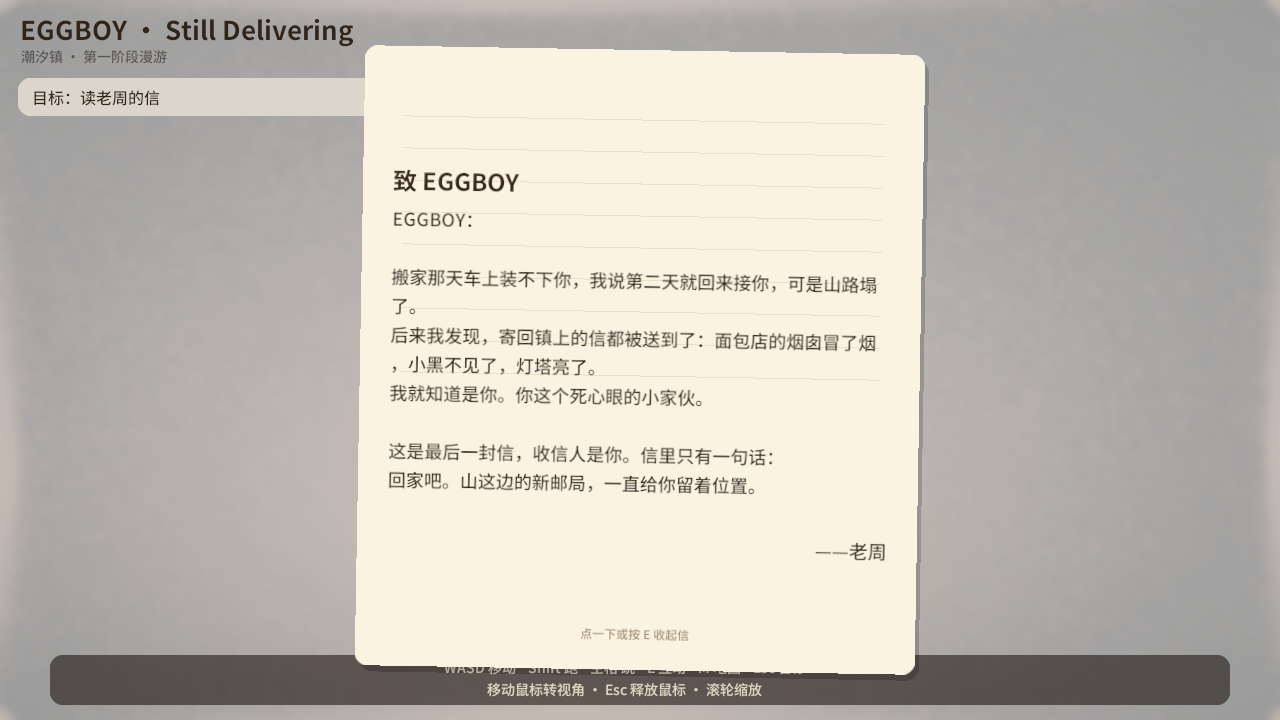 EGGBOY · Still Delivering
潮汐镇 · 第一阶段漫游
目标：读老周的信
致 EGGBOY
EGGBOY：
搬家那天车上装不下你，我说第二天就回来接你，可是山路塌
了。
后来我发现，寄回镇上的信都被送到了：面包店的烟囱冒了烟
，小黑不见了，灯塔亮了。
我就知道是你。你这个死心眼的小家伙。
这是最后一封信，收信人是你。信里只有一句话：
回家吧。山这边的新邮局，一直给你留着位置。
——老周
点一下或按 E 收起信
移动鼠标转视角 · Esc 释放鼠标 · 滚轮缩放